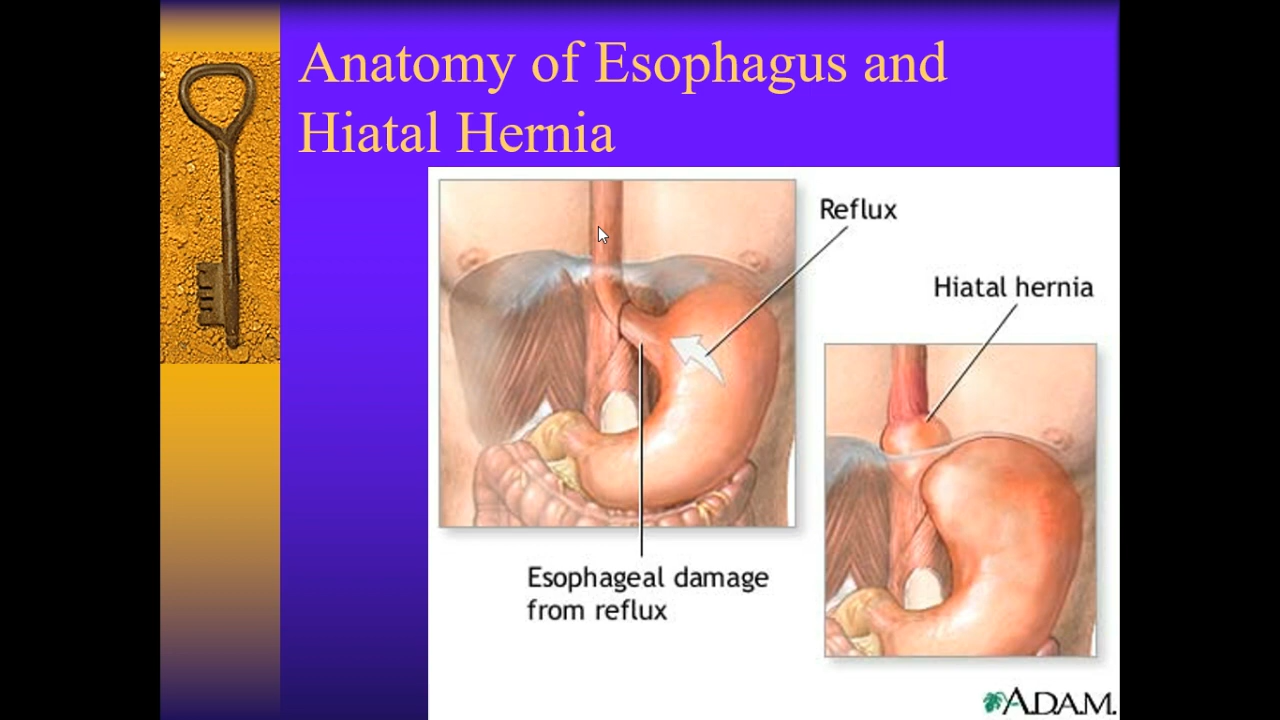 Anatomy of Esophagus and
Hiatal Hernia
Reflux
Hiatal hernia
Esophageal damage
from reflux
A.D.A.M.